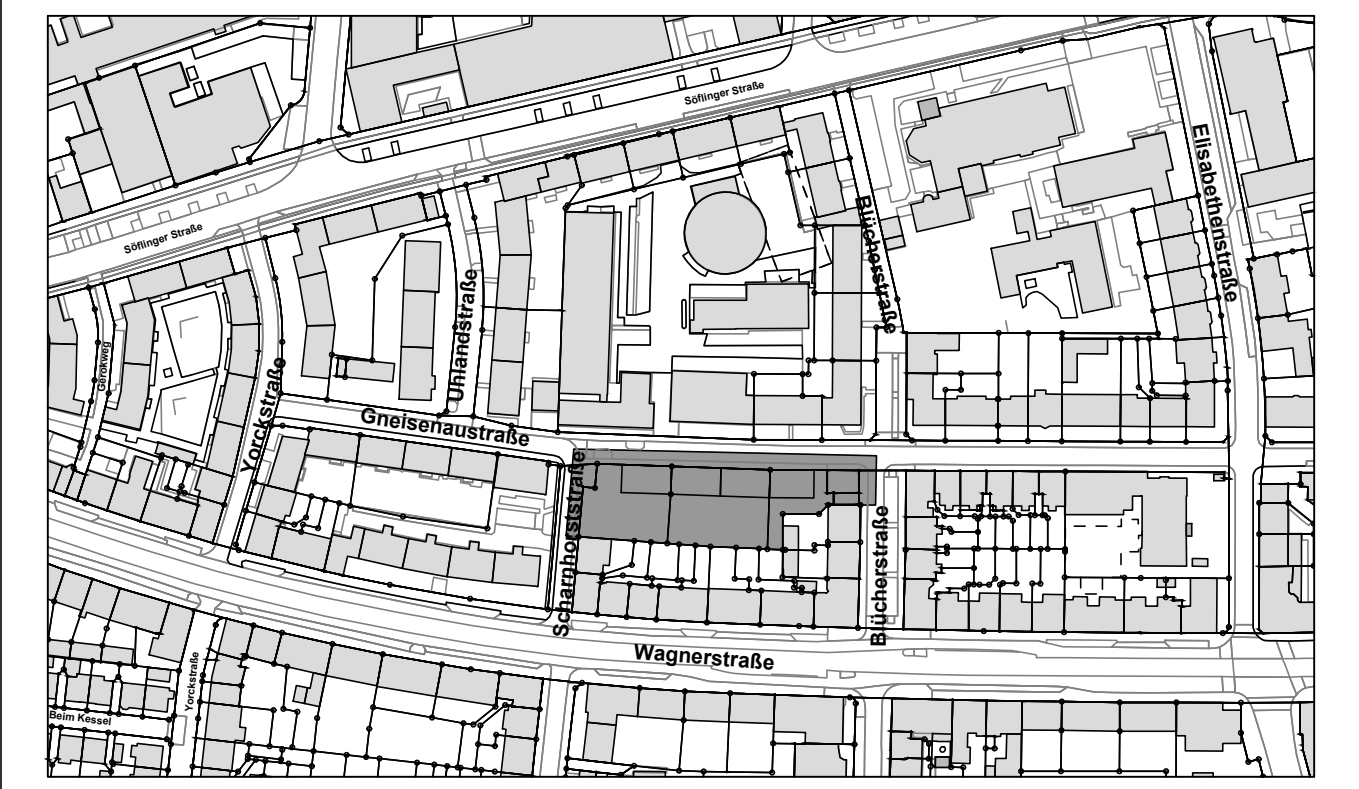 Söflinger Straße
Söflinger Straße
Elisabethenstraße
Blücherstraße
Uhlandstraße
Gerokweg
Yorckstraße
Gneisenaustraße
Scharnhorststraße
Blücherstraße
Wagnerstraße
Yorckstraße
Beim Kessel